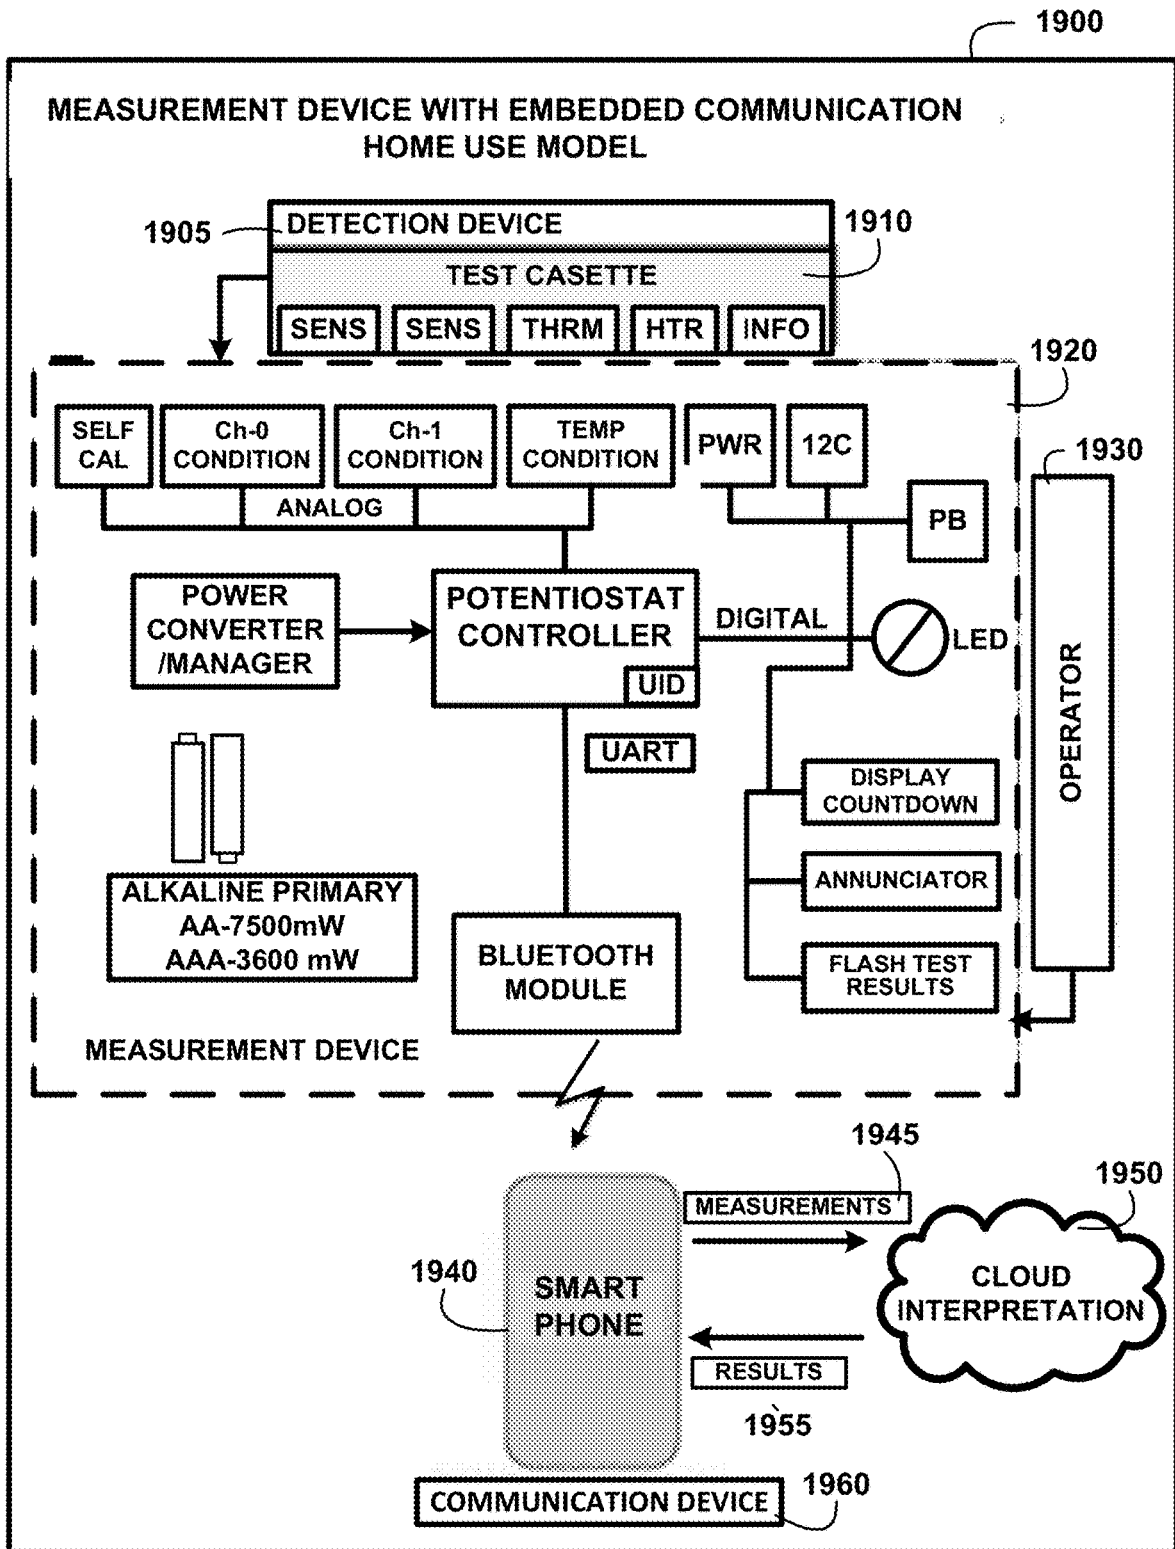 1900
MEASUREMENT DEVICE WITH EMBEDDED COMMUNICATION
HOME USE MODEL
1905
DETECTION DEVICE
1910
TEST CASETTE
SENS
SENS
THRM
HTR
INFO
1920
SELF
CAL
Ch-0
CONDITION
Ch-1
CONDITION
TEMP
CONDITION
PWR
12C
1930
ANALOG
PB
POWER
CONVERTER
/MANAGER
POTENTIOSTAT
CONTROLLER
UID
DIGITAL
LED
OPERATOR
UART
DISPLAY
COUNTDOWN
ALKALINE PRIMARY
AA-7500mW
AAA-3600 mW
ANNUNCIATOR
BLUETOOTH
MODULE
FLASH TEST
RESULTS
MEASUREMENT DEVICE
1945
MEASUREMENTS
1950
1940
SMART
PHONE
CLOUD
INTERPRETATION
RESULTS
1955
1960
COMMUNICATION DEVICE